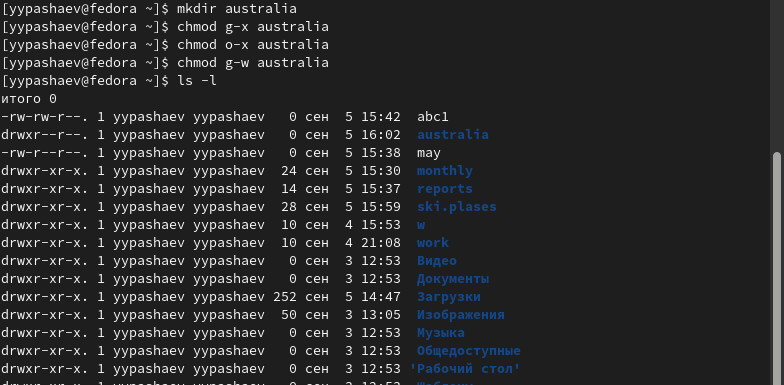 [yypashaev@fedora ~]$ mkdir australia
[yypashaev@fedora ~]$ chmod g-x australia
[yypashaev@fedora ~]$ chmod o-x australia
[yypashaev@fedora ~]$ chmod g-w australia
[yypashaev@fedora ~]$ ls -l
итого 0
-rw-rw-r--. 1 yypashaev yypashaev   0 сен  5 15:42  abc1
drwxr--r--. 1 yypashaev yypashaev   0 сен  5 16:02  australia
-rw-r--r--. 1 yypashaev yypashaev   0 сен  5 15:38  may
drwxr-xr-x. 1 yypashaev yypashaev  24 сен  5 15:30  monthly
drwxr-xr-x. 1 yypashaev yypashaev  14 сен  5 15:37  reports
drwxr-xr-x. 1 yypashaev yypashaev  28 сен  5 15:59  ski.plases
drwxr-xr-x. 1 yypashaev yypashaev  10 сен  4 15:53  w
drwxr-xr-x. 1 yypashaev yypashaev  10 сен  4 21:08  work
drwxr-xr-x. 1 yypashaev yypashaev   0 сен  3 12:53  Видео
drwxr-xr-x. 1 yypashaev yypashaev   0 сен  3 12:53  Документы
drwxr-xr-x. 1 yypashaev yypashaev 252 сен  5 14:47  Загрузки
drwxr-xr-x. 1 yypashaev yypashaev  50 сен  3 13:05  Изображения
drwxr-xr-x. 1 yypashaev yypashaev   0 сен  3 12:53  Музыка
drwxr-xr-x. 1 yypashaev yypashaev   0 сен  3 12:53  Общедоступные
drwxr-xr-x. 1 yypashaev yypashaev   0 сен  3 12:53 'Рабочий стол'